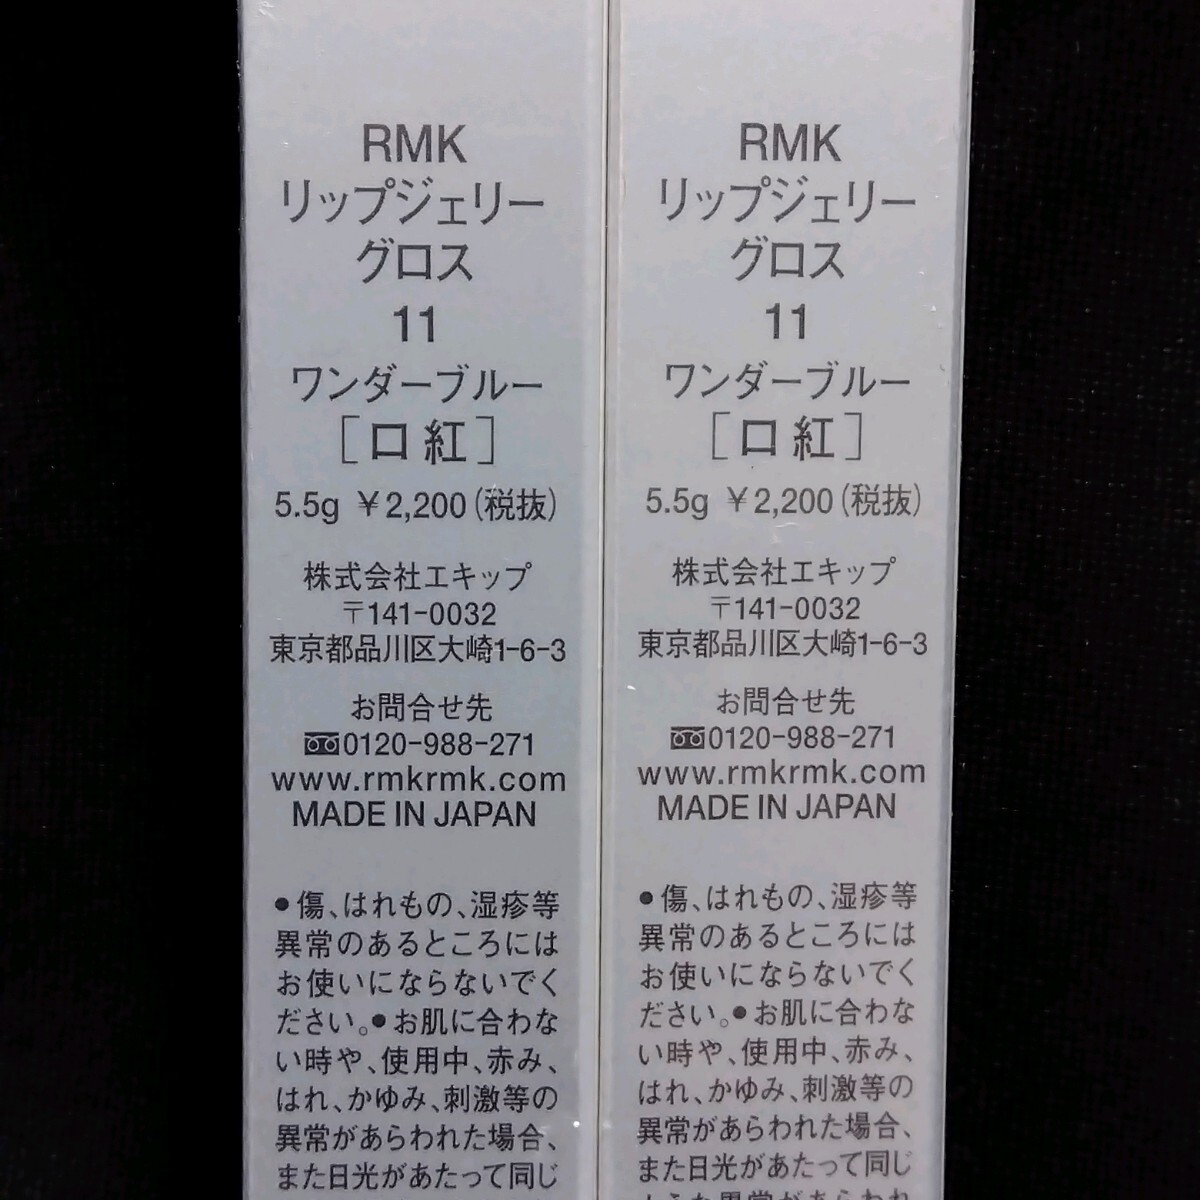 RMK
リップジェリー
グロス
11
ワンダーブルー
[口紅]
5.5g ¥2,200(税抜)
株式会社エキップ
〒141-0032
東京都品川区大崎1-6-3
お問合せ先
0120-988-271
www.rmkrmk.com
MADE IN JAPAN
●傷、はれもの、湿疹等
異常のあるところには
お使いにならないでく
ださい。●お肌に合わな
い時や、使用中、赤み、
はれ、かゆみ、刺激等の
異常があらわれた場合、
また日光があたって同じ
RMK
リップジェリー
グロス
11
ワンダーブルー
[口紅]
5.5g ¥2,200(税抜)
株式会社エキップ
〒141-0032
東京都品川区大崎1-6-3
お問合せ先
0120-988-271
www.rmkrmk.com
MADE IN JAPAN
●傷、はれもの、湿疹等
異常のあるところには
お使いにならないでく
ださい。●お肌に合わな
い時や、使用中、赤み、
はれ、かゆみ、刺激等の
異常があらわれた場合、
また日光があたって同じ
ような異常があらわれ